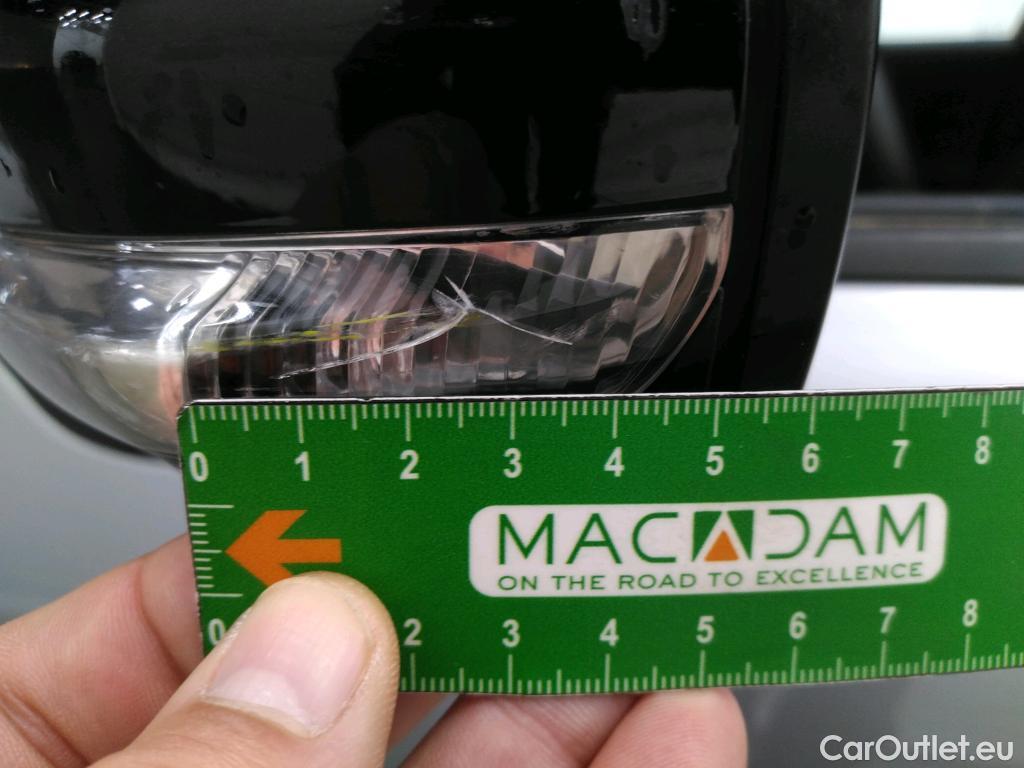 0 1 2 3 4 5 6 7 8
MACADAM
ON THE ROAD TO EXCELLENCE
0 2 3 4 5 6 7 8
CarOutlet.eu